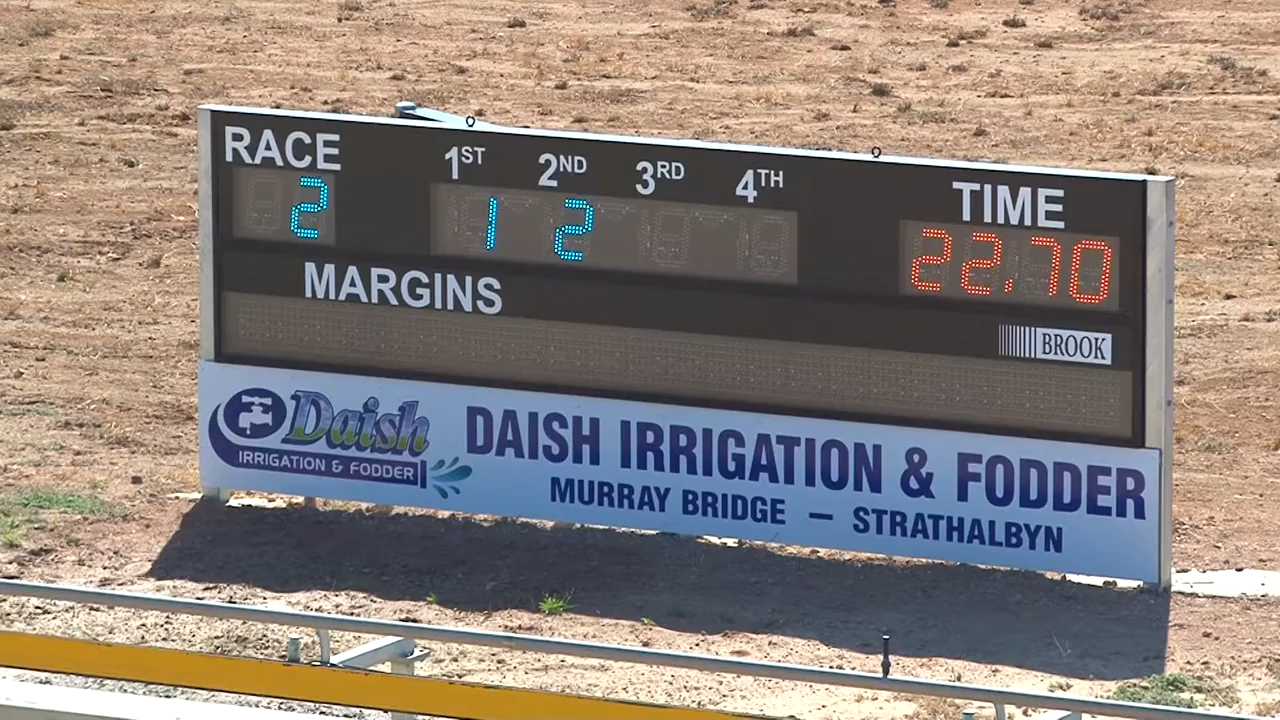 RACE 1ST 2ND 3RD 4TH TIME
2 1 2 22.70
MARGINS
BROOK
Daish
IRRIGATION & FODDER
DAISH IRRIGATION & FODDER
MURRAY BRIDGE – STRATHALBYN